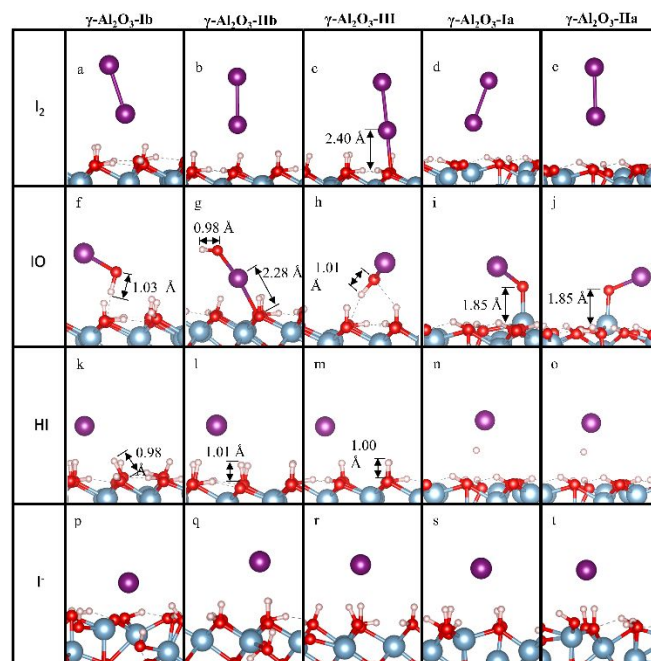 γ-Al₂O₃-Ib γ-Al₂O₃-IIb γ-Al₂O₃-III γ-Al₂O₃-Ia γ-Al₂O₃-IIa
I₂
a b c d e
2.40 Å
IO
f g h i j
0.98 Å
1.03 Å
2.28 Å
1.01 Å
1.85 Å
1.85 Å
HI
k l m n o
0.98 Å
1.01 Å
1.00 Å
I⁻
p q r s t